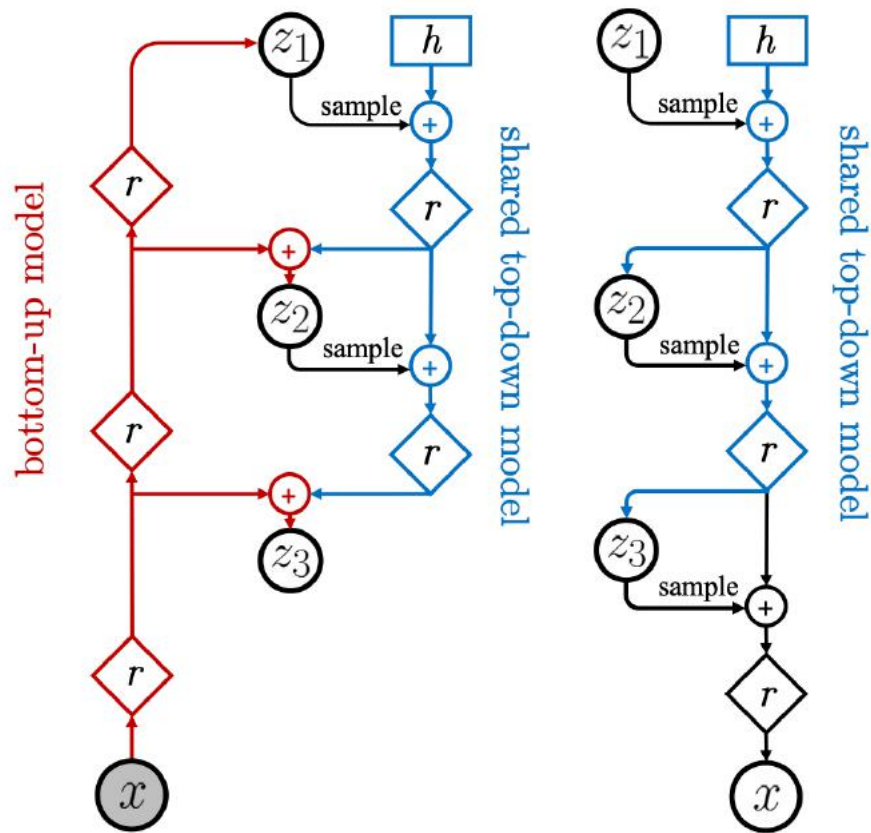 z1
h
sample
+
r
r
+
z2
sample
+
r
r
+
z3
r
x
bottom-up model
shared top-down model
z1
h
sample
+
r
z2
sample
+
r
z3
sample
+
r
x
shared top-down model